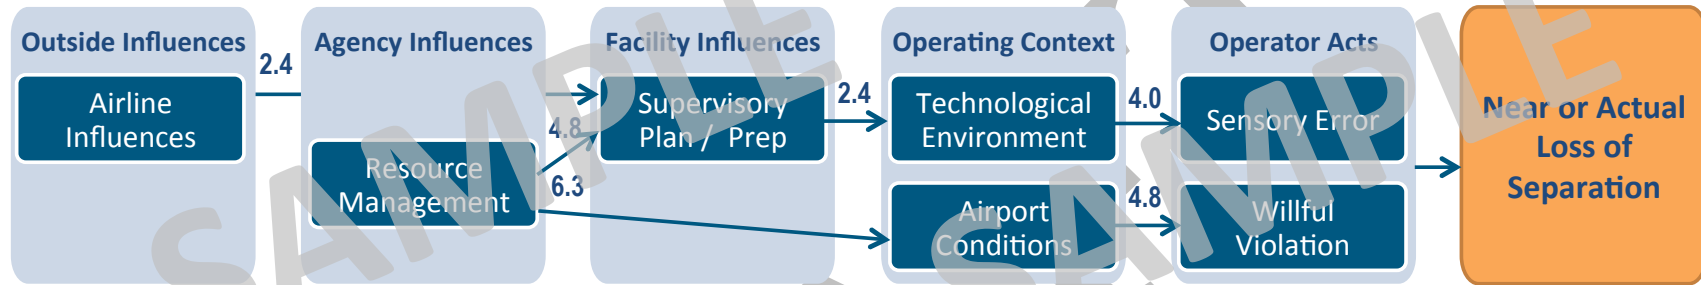 Outside Influences
2.4
Airline
Influences
Agency Influences
Resource
Management
4.8
6.3
Facility Influences
Supervisory
Plan / Prep
2.4
Operating Context
Technological
Environment
4.0
Airport
Conditions
4.8
Operator Acts
Sensory Error
Willful
Violation
Near or Actual
Loss of
Separation
SAMPLE
SAMPLE